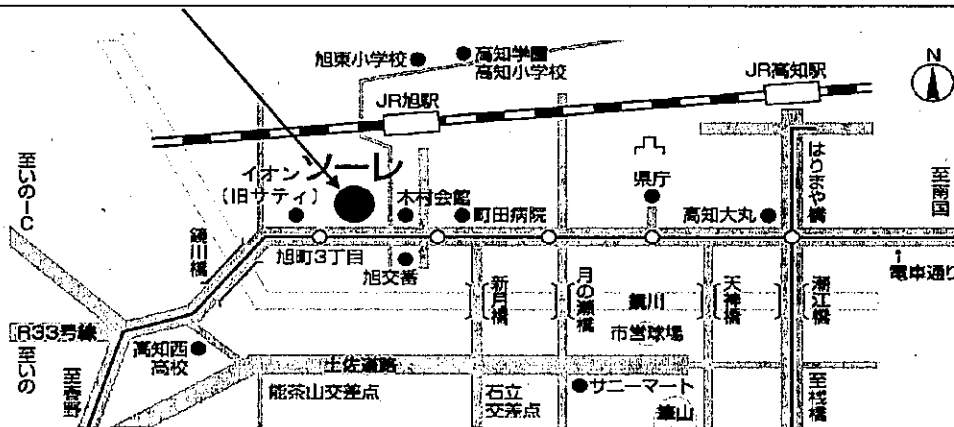 旭東小学校
高知学園
高知小学校
N
JR高知駅
JR旭駅
ソーレ
イオン
(旧サティ)
木村会館
町田病院
県庁
高知大丸
はりまや橋
至南国
至いのIC
鏡川橋
旭町3丁目
旭交番
電車通り
新月橋
月の瀬橋
鏡川
天神橋
潮江橋
市営球場
R33号線
至いの
高知西
高校
至春野
土佐道路
能茶山交差点
石立
交差点
サニーマート
筆山
至桟橋